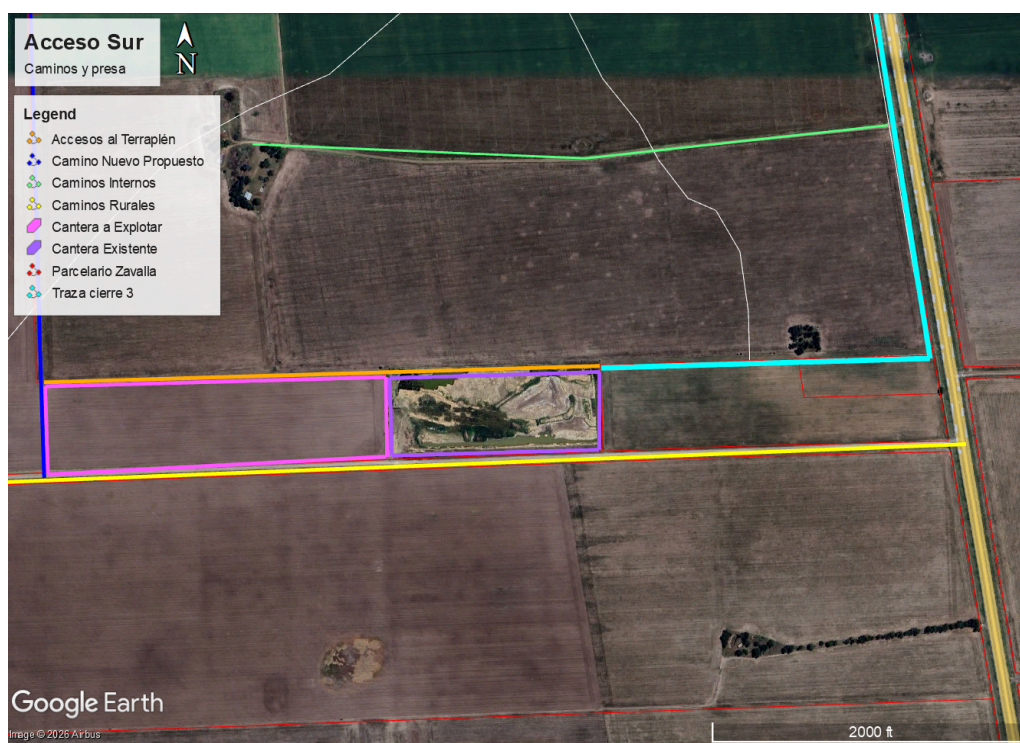 Acceso Sur
Caminos y presa
N
Legend
Accesos al Terraplén
Camino Nuevo Propuesto
Caminos Internos
Caminos Rurales
Cantera a Explotar
Cantera Existente
Parcelario Zavalla
Traza cierre 3
Google Earth
Image © 2026 Airbus
2000 ft